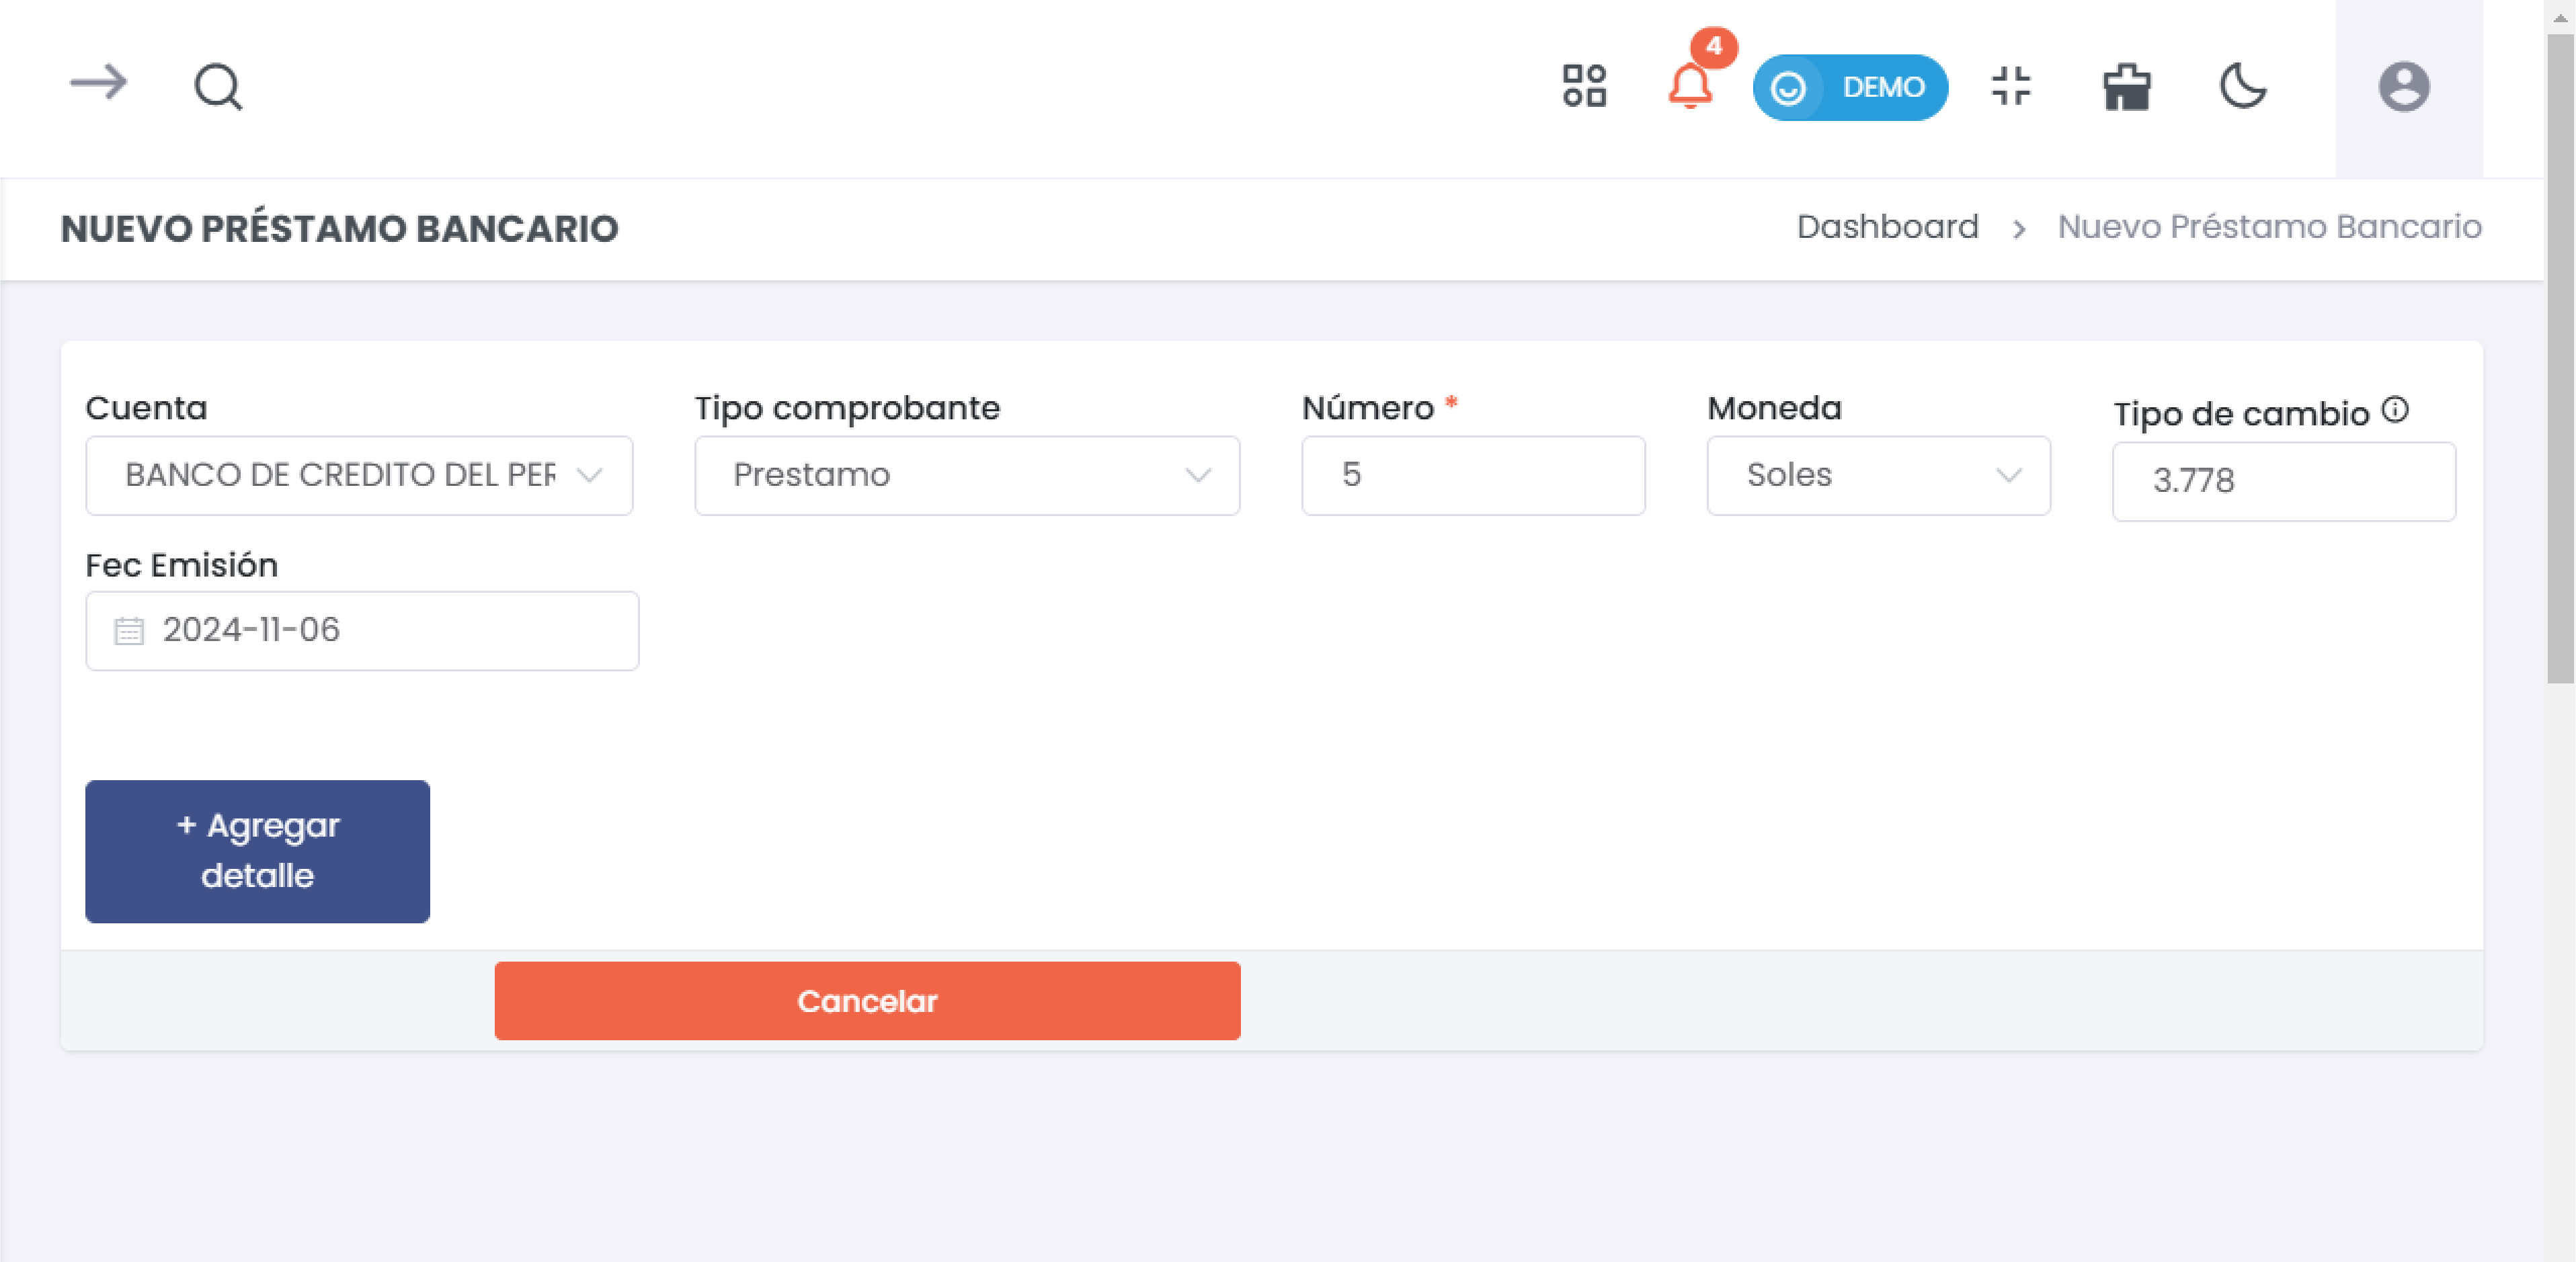 4
DEMO
NUEVO PRÉSTAMO BANCARIO
Dashboard > Nuevo Préstamo Bancario
Cuenta
BANCO DE CREDITO DEL PER
Tipo comprobante
Prestamo
Número *
5
Moneda
Soles
Tipo de cambio
3.778
Fec Emisión
2024-11-06
+ Agregar
detalle
Cancelar